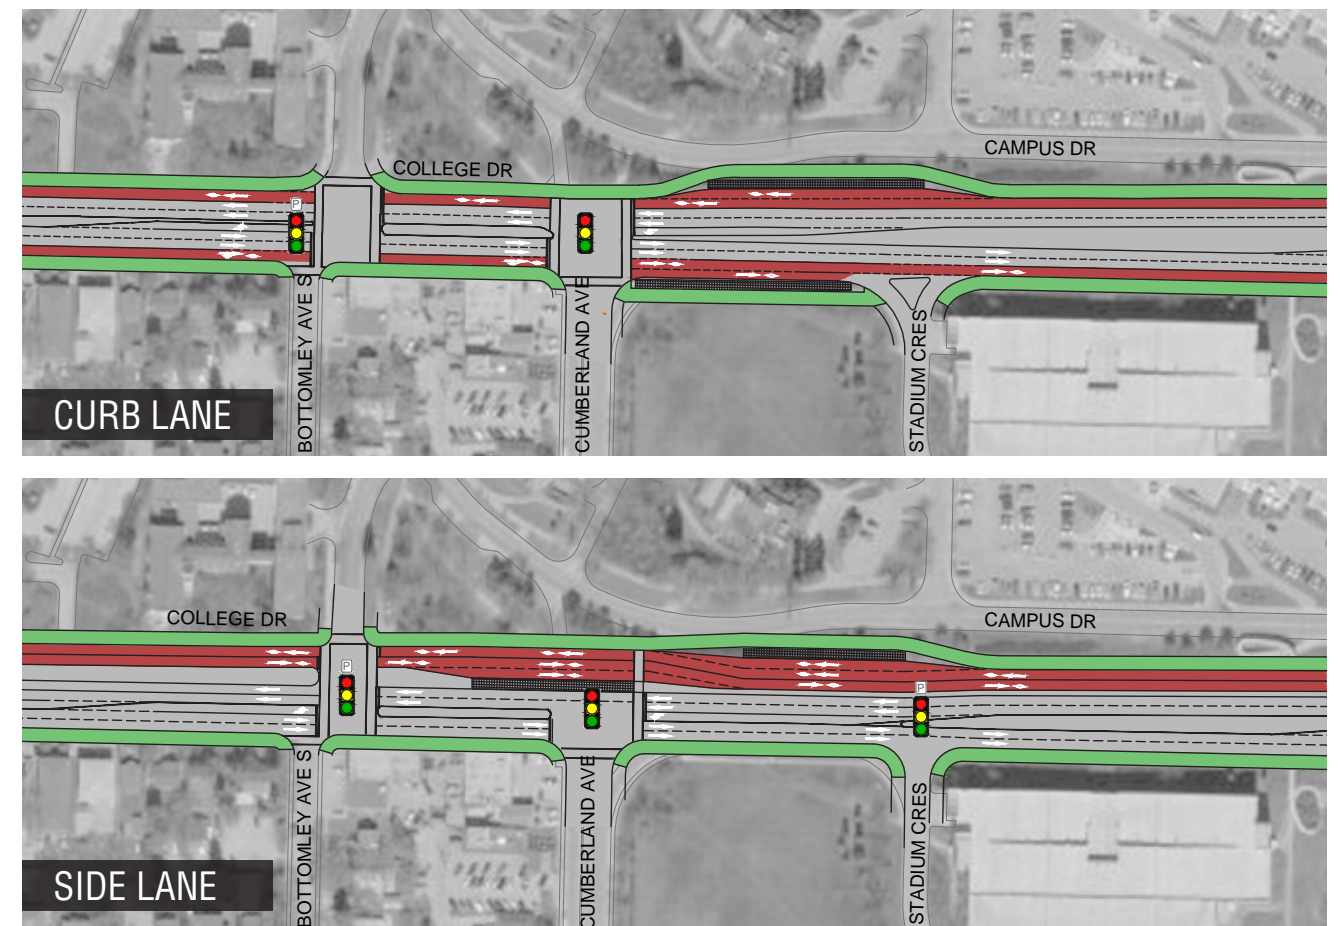 COLLEGE DR
CAMPUS DR
P
BOTTOMLEY AVE S
CUMBERLAND AVE
STADIUM CRES
CURB LANE
COLLEGE DR
CAMPUS DR
P
P
BOTTOMLEY AVE S
CUMBERLAND AVE
STADIUM CRES
SIDE LANE